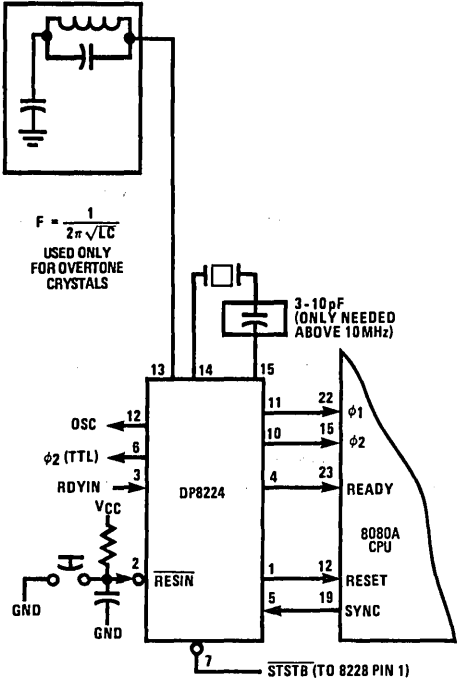 F = 1 / 2π √LC
USED ONLY
FOR OVERTONE
CRYSTALS
3-10pF
(ONLY NEEDED
ABOVE 10MHz)
13
14
15
OSC
12
11
22
φ1
10
15
φ2
φ2 (TTL)
6
RDYIN
3
4
23
READY
DP8224
8080A
CPU
VCC
2
RESIN
1
12
RESET
5
19
SYNC
GND
GND
7
STSTB (TO 8228 PIN 1)